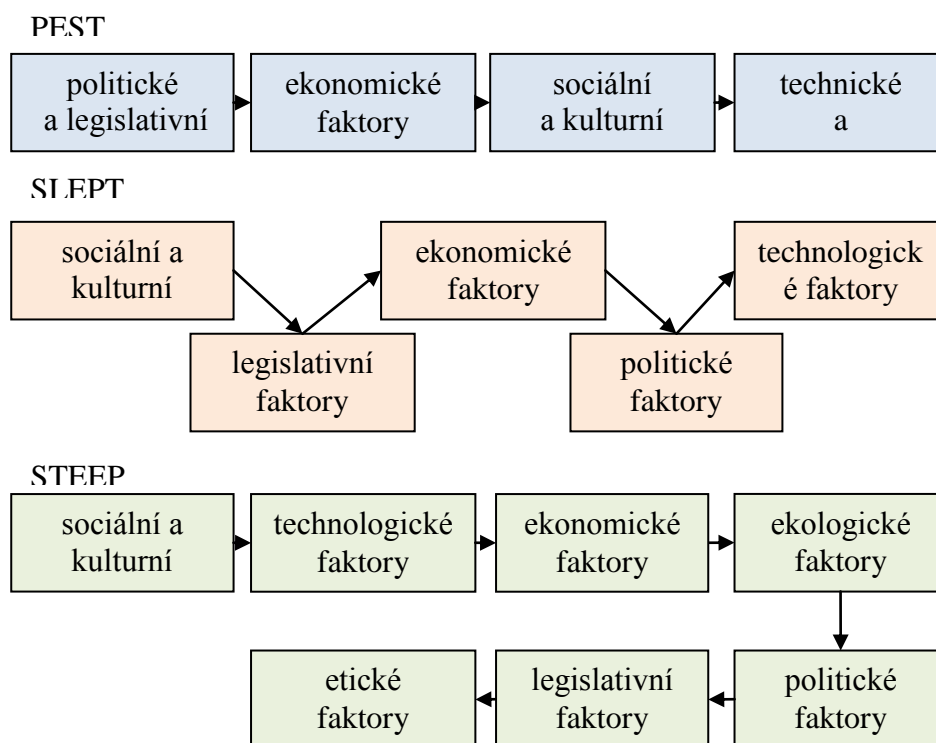 PEST
politické
a legislativní
ekonomické
faktory
sociální
a kulturní
technické
a
SLEPT
sociální a
kulturní
ekonomické
faktory
technologick
é faktory
legislativní
faktory
politické
faktory
STEEP
sociální a
kulturní
technologické
faktory
ekonomické
faktory
ekologické
faktory
etické
faktory
legislativní
faktory
politické
faktory